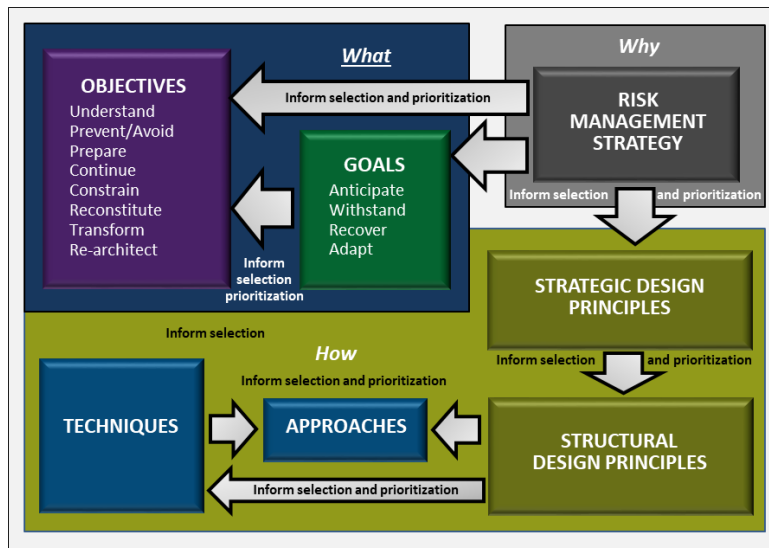 What
Why
OBJECTIVES
Understand
Prevent/Avoid
Prepare
Continue
Constrain
Reconstitute
Transform
Re-architect
Inform selection and prioritization
GOALS
Anticipate
Withstand
Recover
Adapt
RISK
MANAGEMENT
STRATEGY
Inform selection and prioritization
Inform
selection
prioritization
STRATEGIC DESIGN
PRINCIPLES
Inform selection
How
Inform selection and prioritization
Inform selection and prioritization
TECHNIQUES
APPROACHES
STRUCTURAL
DESIGN PRINCIPLES
Inform selection and prioritization